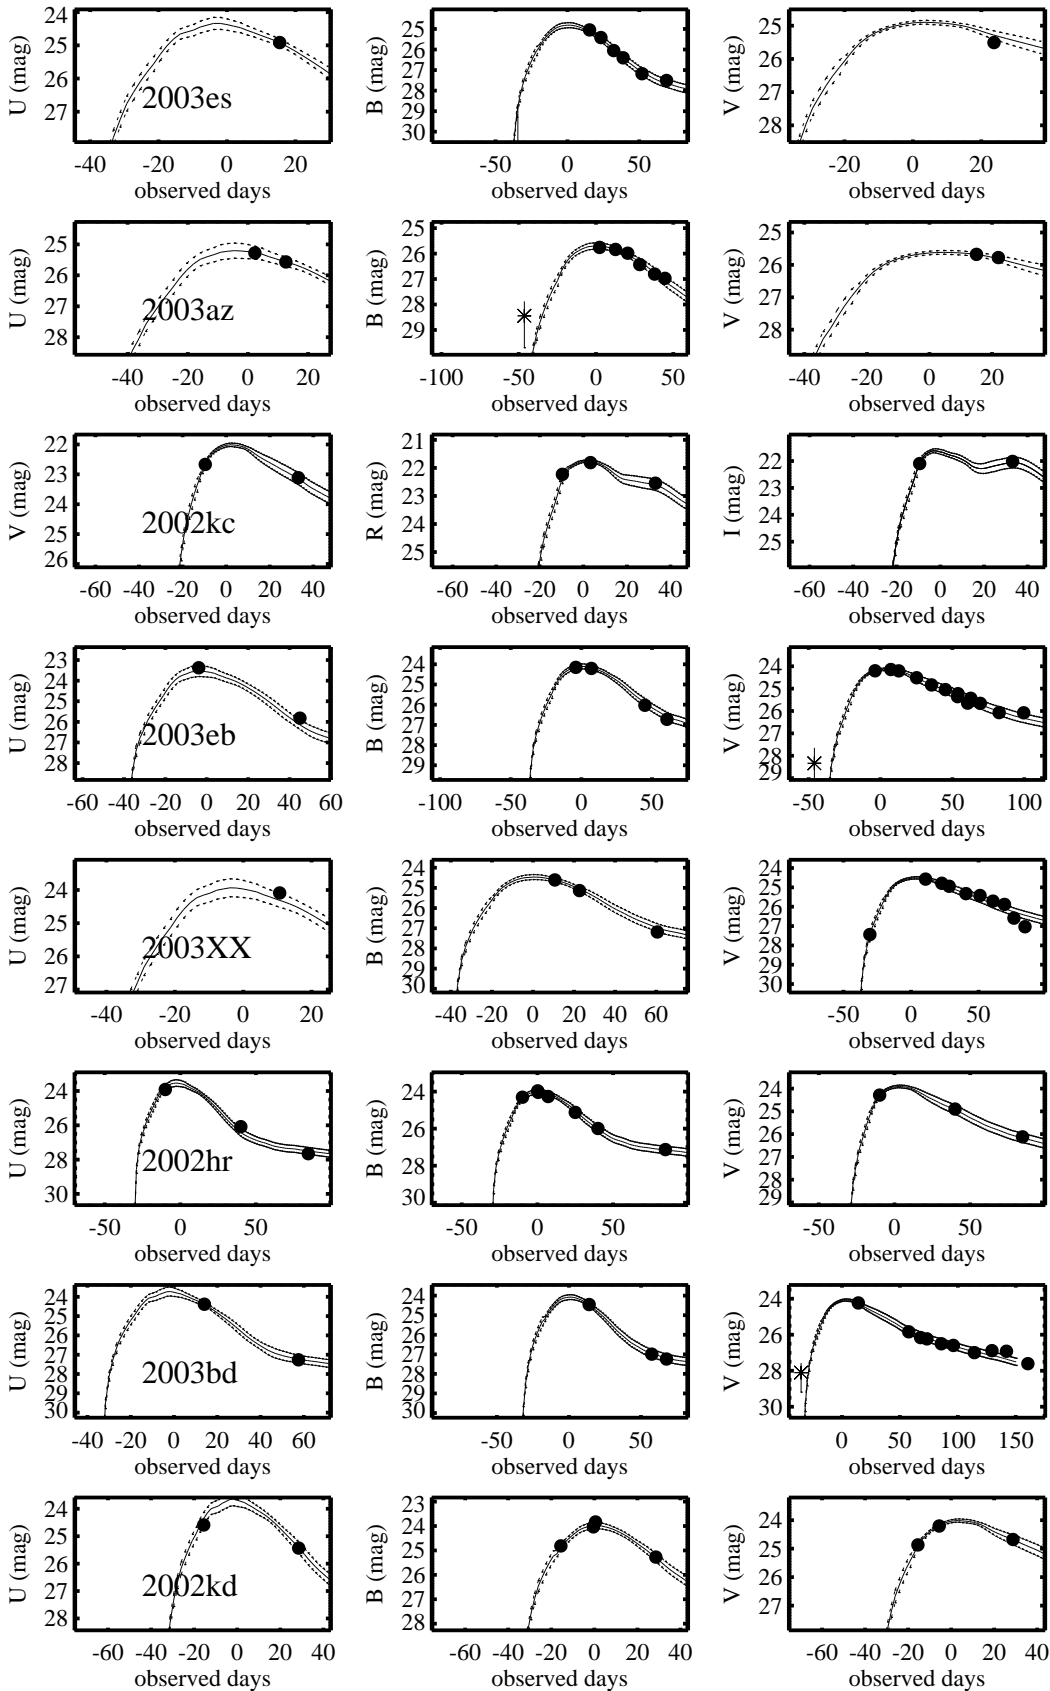 24 25 26 27 U (mag) 2003es -40 -20 0 20 observed days
25 26 27 28 29 30 B (mag) -50 0 50 observed days
25 26 27 28 V (mag) -20 0 20 observed days
25 26 27 28 U (mag) 2003az -40 -20 0 20 observed days
25 26 27 28 29 B (mag) -100 -50 0 50 observed days
25 26 27 28 V (mag) -40 -20 0 20 observed days
22 23 24 25 26 V (mag) 2002kc -60 -40 -20 0 20 40 observed days
21 22 23 24 25 R (mag) -60 -40 -20 0 20 40 observed days
22 23 24 25 I (mag) -60 -40 -20 0 20 40 observed days
23 24 25 26 27 28 U (mag) 2003eb -60 -40 -20 0 20 40 60 observed days
24 25 26 27 28 29 B (mag) -100 -50 0 50 observed days
24 25 26 27 28 29 V (mag) -50 0 50 100 observed days
24 25 26 27 U (mag) 2003XX -40 -20 0 20 observed days
24 25 26 27 28 29 30 B (mag) -40 -20 0 20 40 60 observed days
24 25 26 27 28 29 30 V (mag) -50 0 50 observed days
24 26 28 30 U (mag) 2002hr -50 0 50 observed days
24 26 28 30 B (mag) -50 0 50 observed days
24 25 26 27 28 29 V (mag) -50 0 50 observed days
24 25 26 27 28 29 30 U (mag) 2003bd -40 -20 0 20 40 60 observed days
24 25 26 27 28 29 30 B (mag) -50 0 50 observed days
24 26 28 30 V (mag) 0 50 100 150 observed days
24 25 26 27 28 U (mag) 2002kd -60 -40 -20 0 20 40 observed days
23 24 25 26 27 28 B (mag) -60 -40 -20 0 20 40 observed days
24 25 26 27 V (mag) -60 -40 -20 0 20 40 observed days